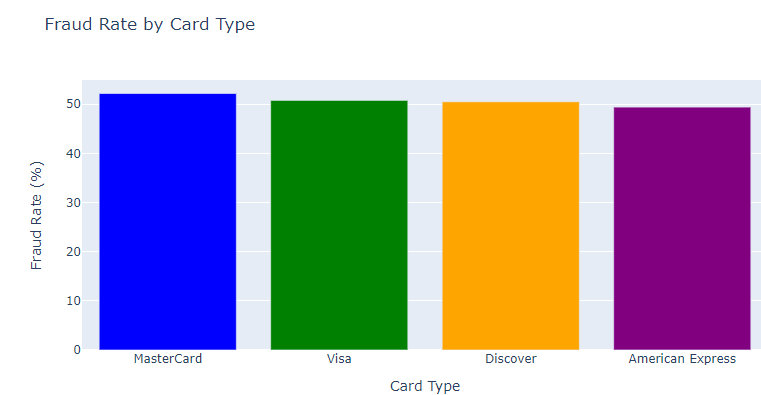 Fraud Rate by Card Type
Fraud Rate (%)
50
40
30
20
10
0
MasterCard Visa Discover American Express
Card Type